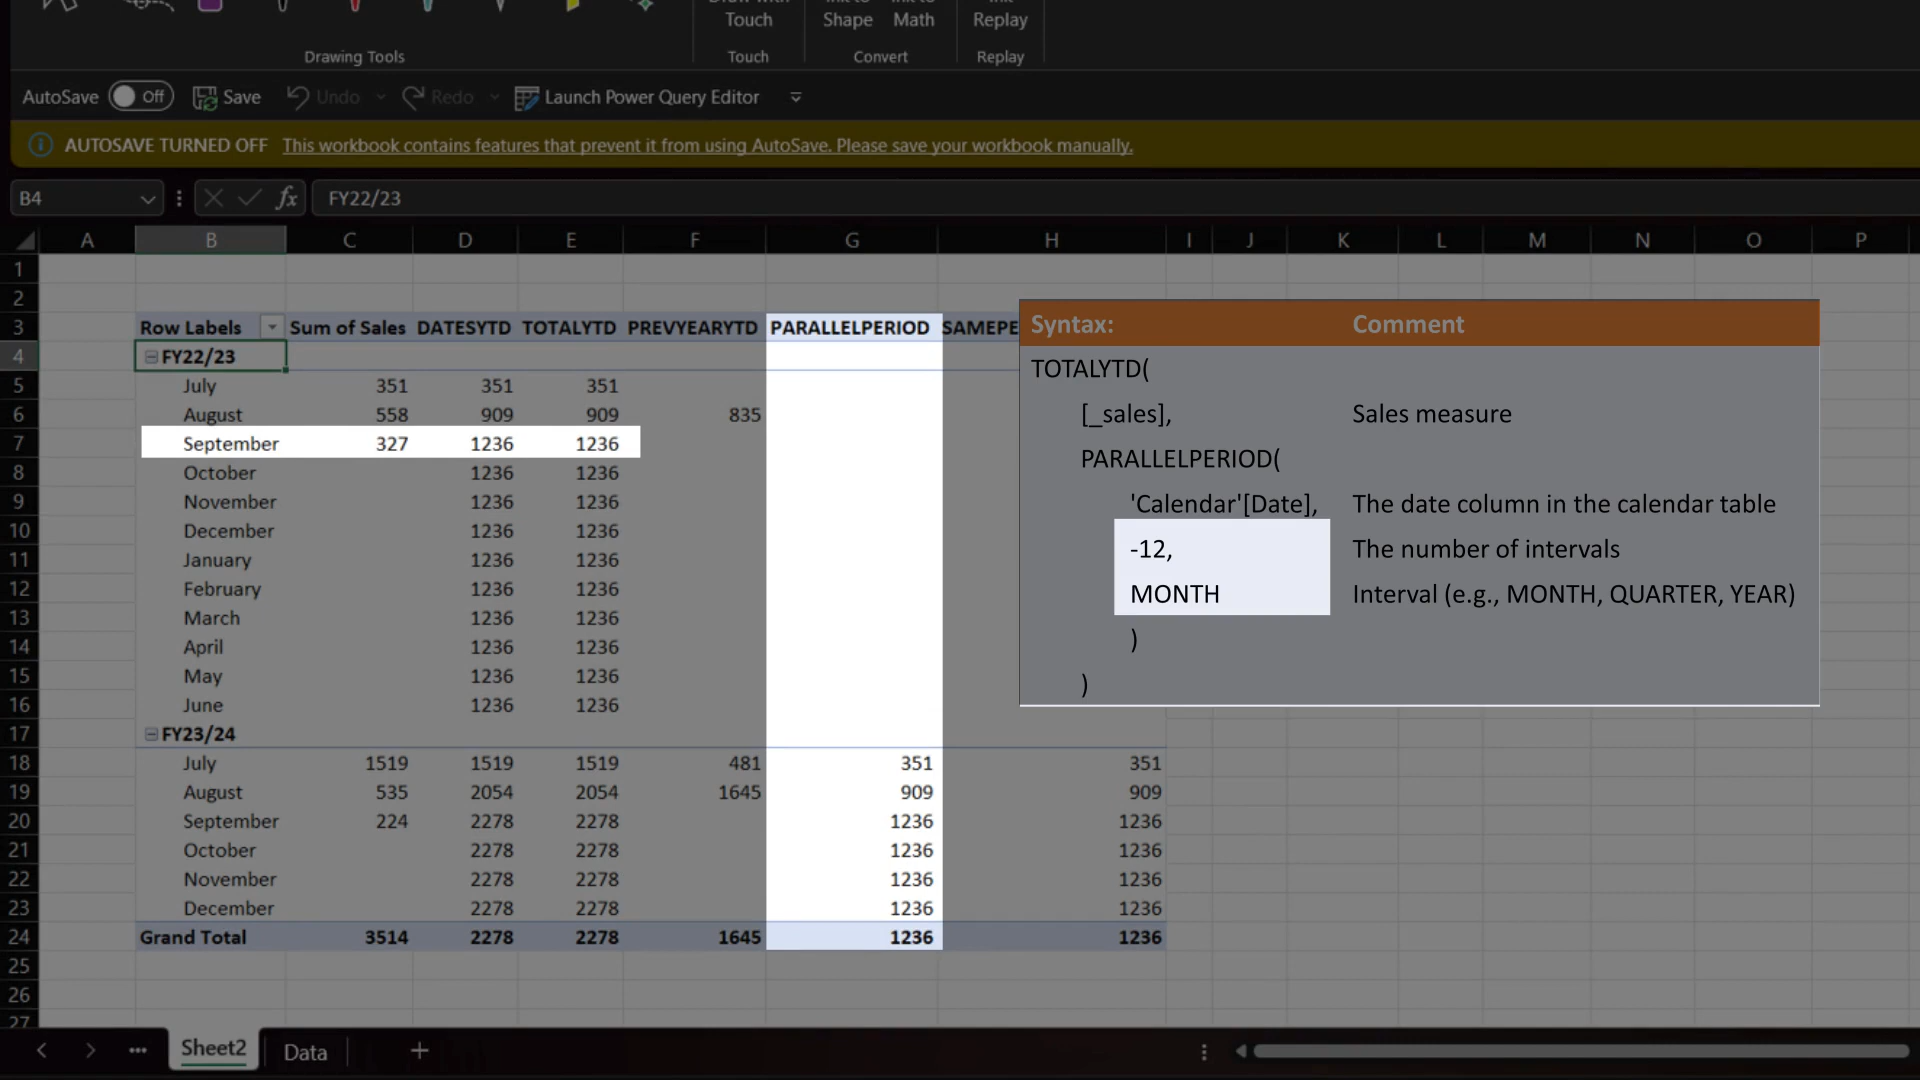 Draw with Ink to Ink to Ink
Touch Shape Math Replay
Drawing Tools Touch Convert Replay
AutoSave Off Save Undo Redo Launch Power Query Editor
AUTOSAVE TURNED OFF This workbook contains features that prevent it from using AutoSave. Please save your workbook manually.
B4 fx FY22/23
A B C D E F G H I J K L M N O P
1
2
3 Row Labels Sum of Sales DATESYTD TOTALYTD PREVYEARYTD PARALLELPERIOD SAMEPE
4 FY22/23
5 July 351 351 351
6 August 558 909 909 835
7 September 327 1236 1236
8 October 1236 1236
9 November 1236 1236
10 December 1236 1236
11 January 1236 1236
12 February 1236 1236
13 March 1236 1236
14 April 1236 1236
15 May 1236 1236
16 June 1236 1236
17 FY23/24
18 July 1519 1519 1519 481 351 351
19 August 535 2054 2054 1645 909 909
20 September 224 2278 2278 1236 1236
21 October 2278 2278 1236 1236
22 November 2278 2278 1236 1236
23 December 2278 2278 1236 1236
24 Grand Total 3514 2278 2278 1645 1236 1236
25
26
27
Syntax: Comment
TOTALYTD(
[_sales], Sales measure
PARALLELPERIOD(
'Calendar'[Date], The date column in the calendar table
-12, The number of intervals
MONTH Interval (e.g., MONTH, QUARTER, YEAR)
)
)
Sheet2 Data